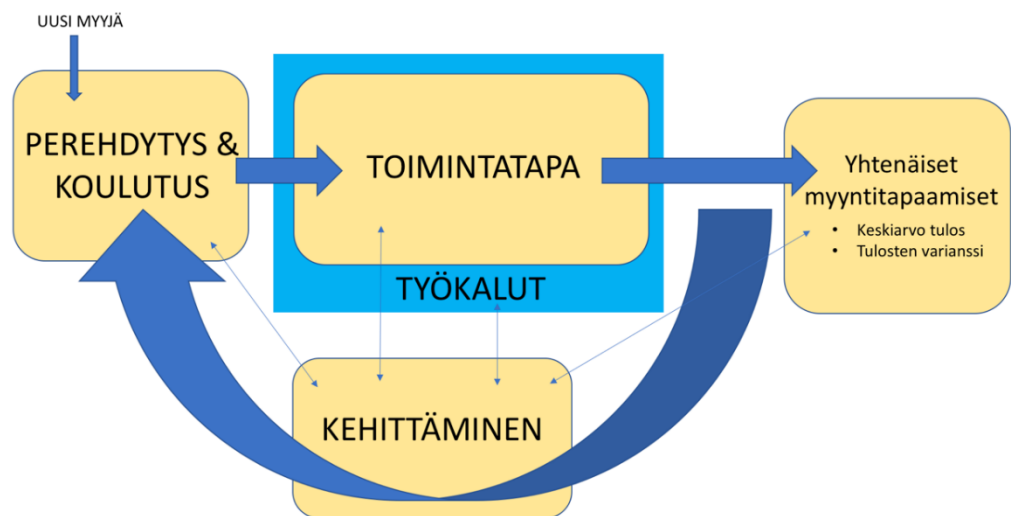 UUSI MYYJÄ
PEREHDYTYS &
KOULUTUS
TOIMINTATAPA
TYÖKALUT
Yhtenäiset
myyntitapaamiset
• Keskiarvo tulos
• Tulosten varianssi
KEHITTÄMINEN